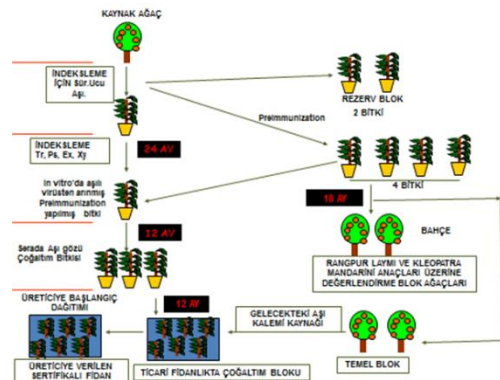 KAYNAK AĞAÇ
İNDEKSLEME
İÇİN Sür.Ucu
Aşı.
REZERV BLOK
2 BİTKİ
Preimmunization
İNDEKSLEME
Tr, Ps, Ex, Xy
24 AY
4 BİTKİ
In vitro'da aşılı
virüsten arınmış
Preimmunization
yapılmış bitki
18 AY
12 AY
BAHÇE
Serada Aşı gözü
Çoğaltım Bitkisi
RANGPUR LAYMI VE KLEOPATRA
MANDARİNİ ANAÇLARI ÜZERİNE
DEĞERLENDİRME BLOK AĞAÇLARI
ÜRETİCİYE BAŞLANGIÇ
DAĞITIMI
12 AY
GELECEKTEKİ AŞI
KALEMİ KAYNAĞI
ÜRETİCİYE VERİLEN
SERTİFİKALI FİDAN
TİCARİ FİDANLIKTA ÇOĞALTIM BLOKU
TEMEL BLOK